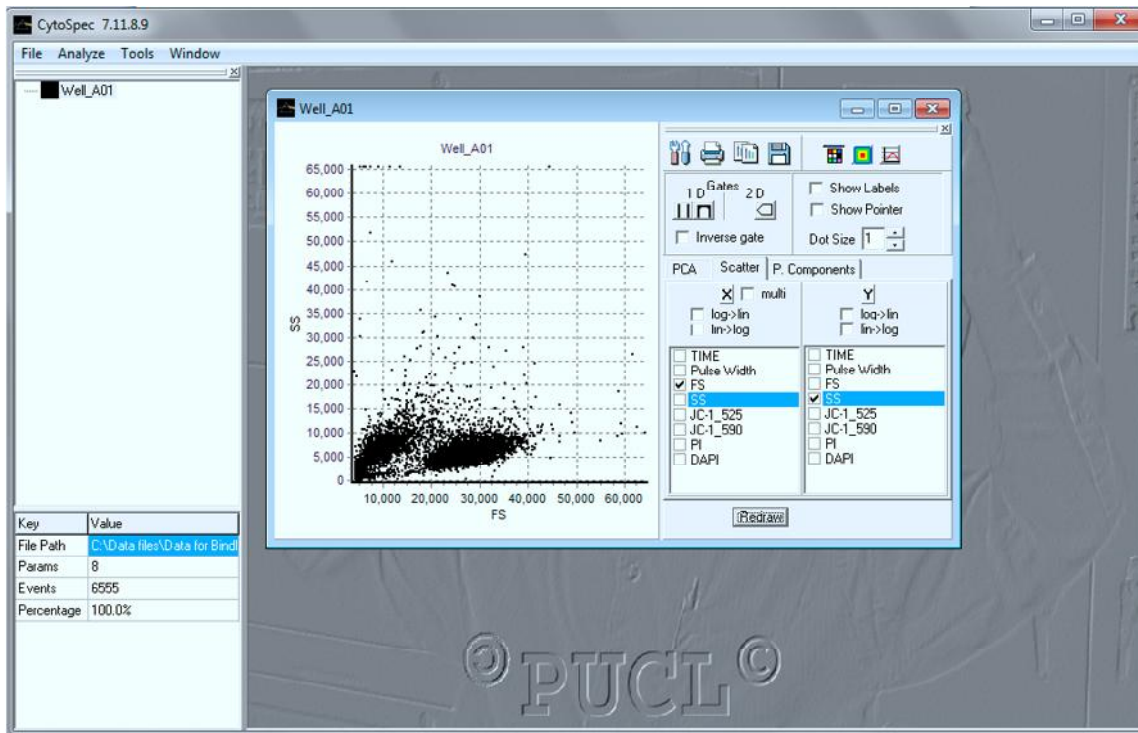 CytoSpec 7.11.8.9
File Analyze Tools Window
Well_A01
Well_A01
Well_A01
65,000
60,000
55,000
50,000
45,000
40,000
35,000
30,000
25,000
20,000
15,000
10,000
5,000
0
SS
10,000 20,000 30,000 40,000 50,000 60,000
FS
1 D Gates 2 D
Inverse gate
Show Labels
Show Pointer
Dot Size 1
PCA Scatter P. Components
X multi
log->lin
lin->log
Y
log->lin
lin->log
TIME
Pulse Width
FS
SS
JC-1_525
JC-1_590
PI
DAPI
TIME
Pulse Width
FS
SS
JC-1_525
JC-1_590
PI
DAPI
Redraw
Key Value
File Path C:\Data files\Data for Bindl
Params 8
Events 6555
Percentage 100.0%
© PUCL ©